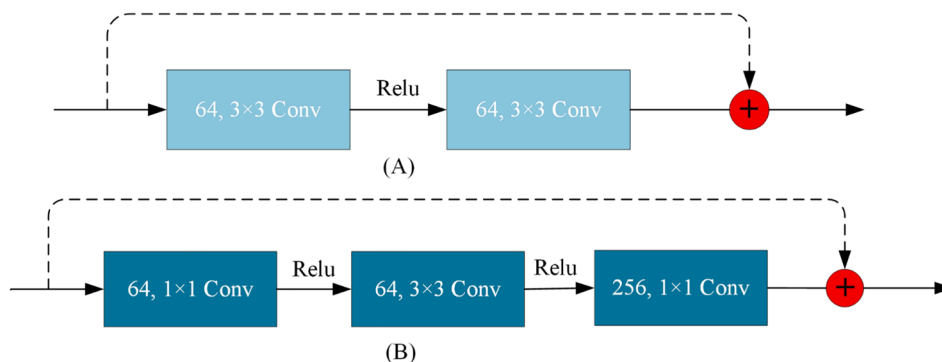 Relu
64, 3×3 Conv
64, 3×3 Conv
+
(A)
Relu
Relu
64, 1×1 Conv
64, 3×3 Conv
256, 1×1 Conv
+
(B)